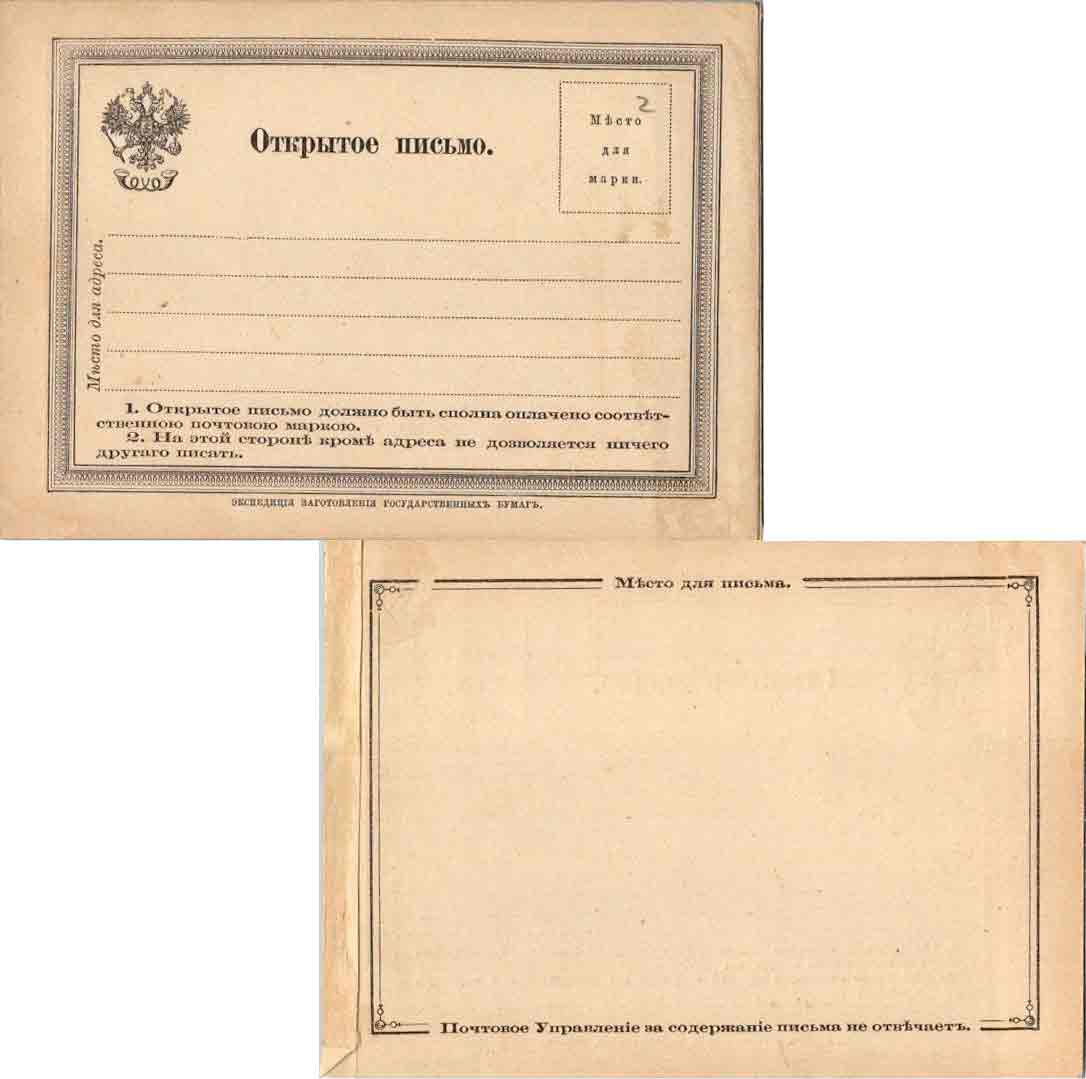 Открытое письмо.
2
Мѣсто
для
марки.
Мѣсто для адреса.
1. Открытое письмо должно быть сполна оплачено соотвѣт-
ственною почтовою маркою.
2. На этой сторонѣ кромѣ адреса не дозволяется ничего
другаго писать.
ЭКСПЕДИЦІЯ ЗАГОТОВЛЕНІЯ ГОСУДАРСТВЕННЫХЪ БУМАГЪ.
Мѣсто для письма.
Почтовое Управленіе за содержаніе письма не отвѣчаетъ.